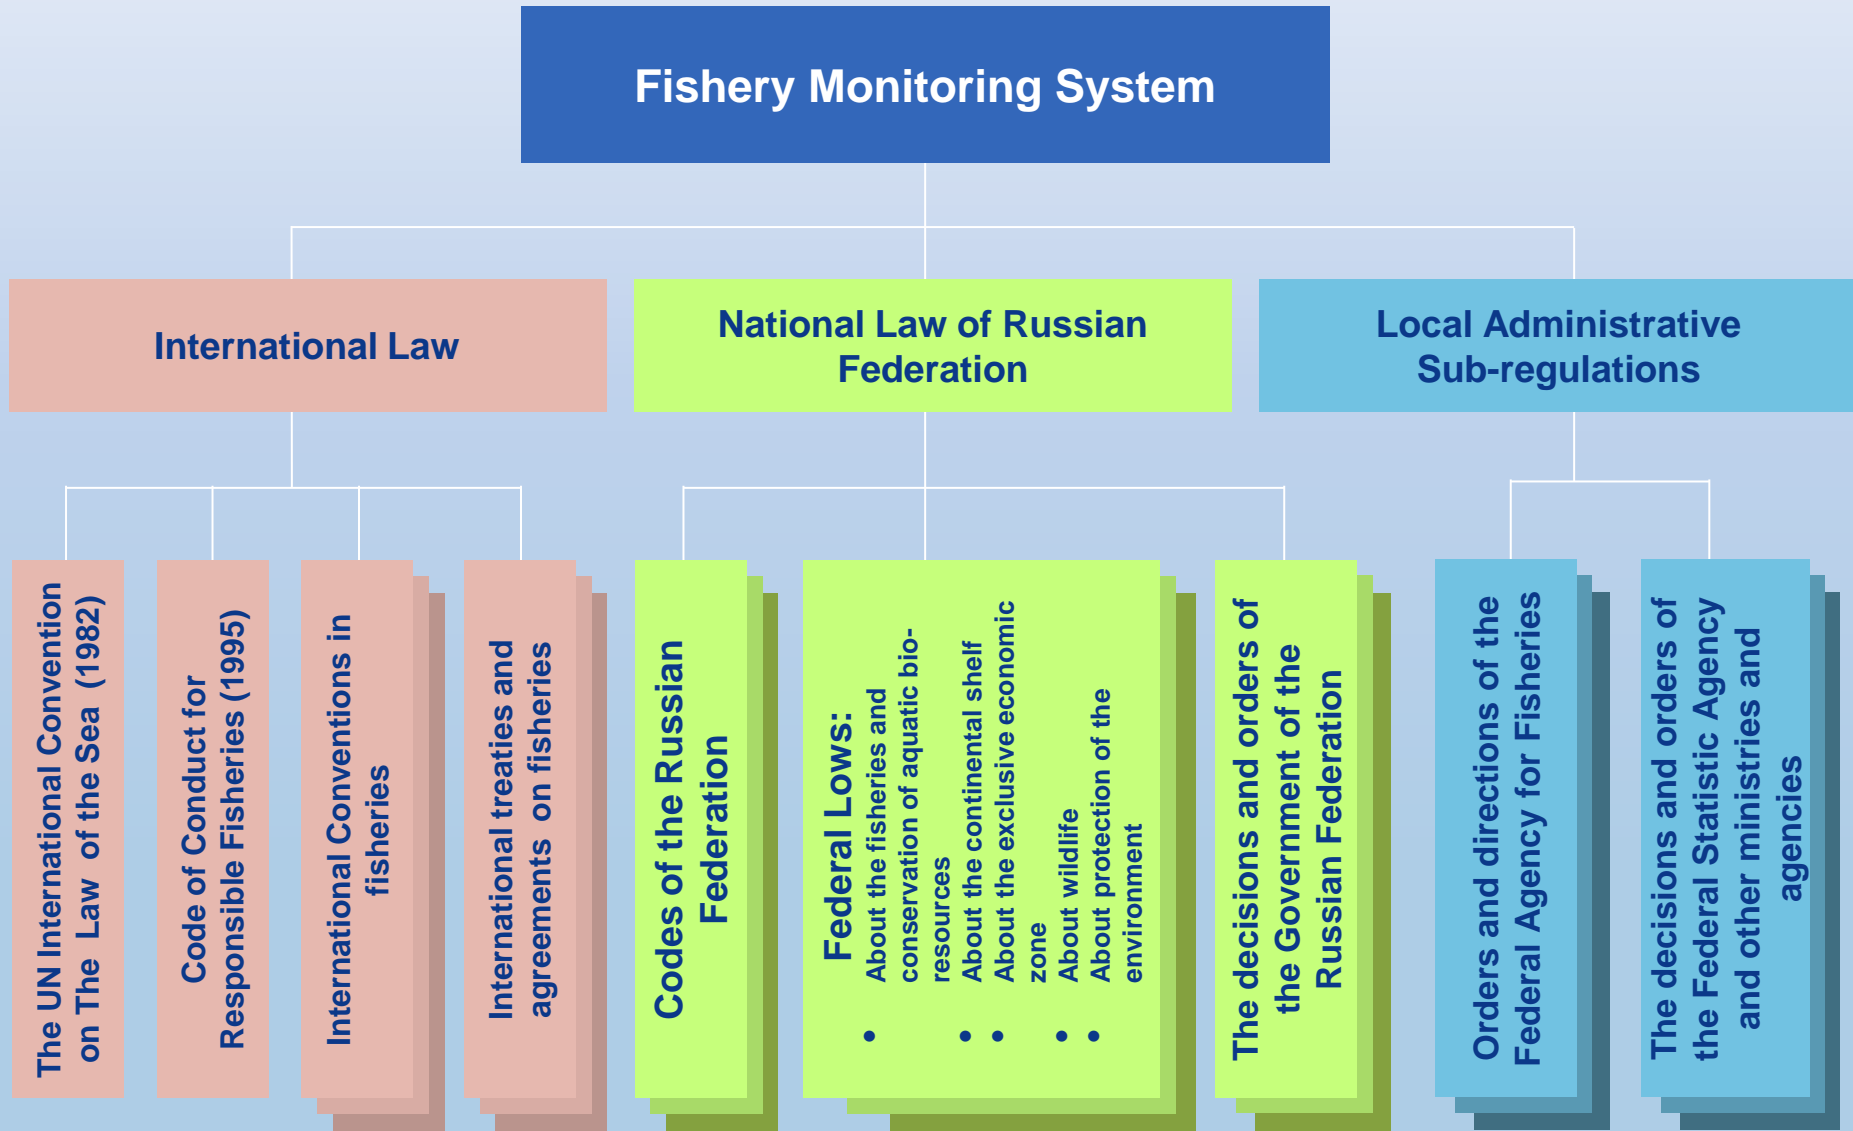 Fishery Monitoring System
International Law
National Law of Russian
Federation
Local Administrative
Sub-regulations
The UN International Convention
on The Law of the Sea (1982)
Code of Conduct for
Responsible Fisheries (1995)
International Conventions in
fisheries
International treaties and
agreements on fisheries
Codes of the Russian
Federation
Federal Lows:
• About the fisheries and
conservation of aquatic bio-
resources
• About the continental shelf
• About the exclusive economic
zone
• About wildlife
• About protection of the
environment
The decisions and orders of
the Government of the
Russian Federation
Orders and directions of the
Federal Agency for Fisheries
The decisions and orders of
the Federal Statistic Agency
and other ministries and
agencies